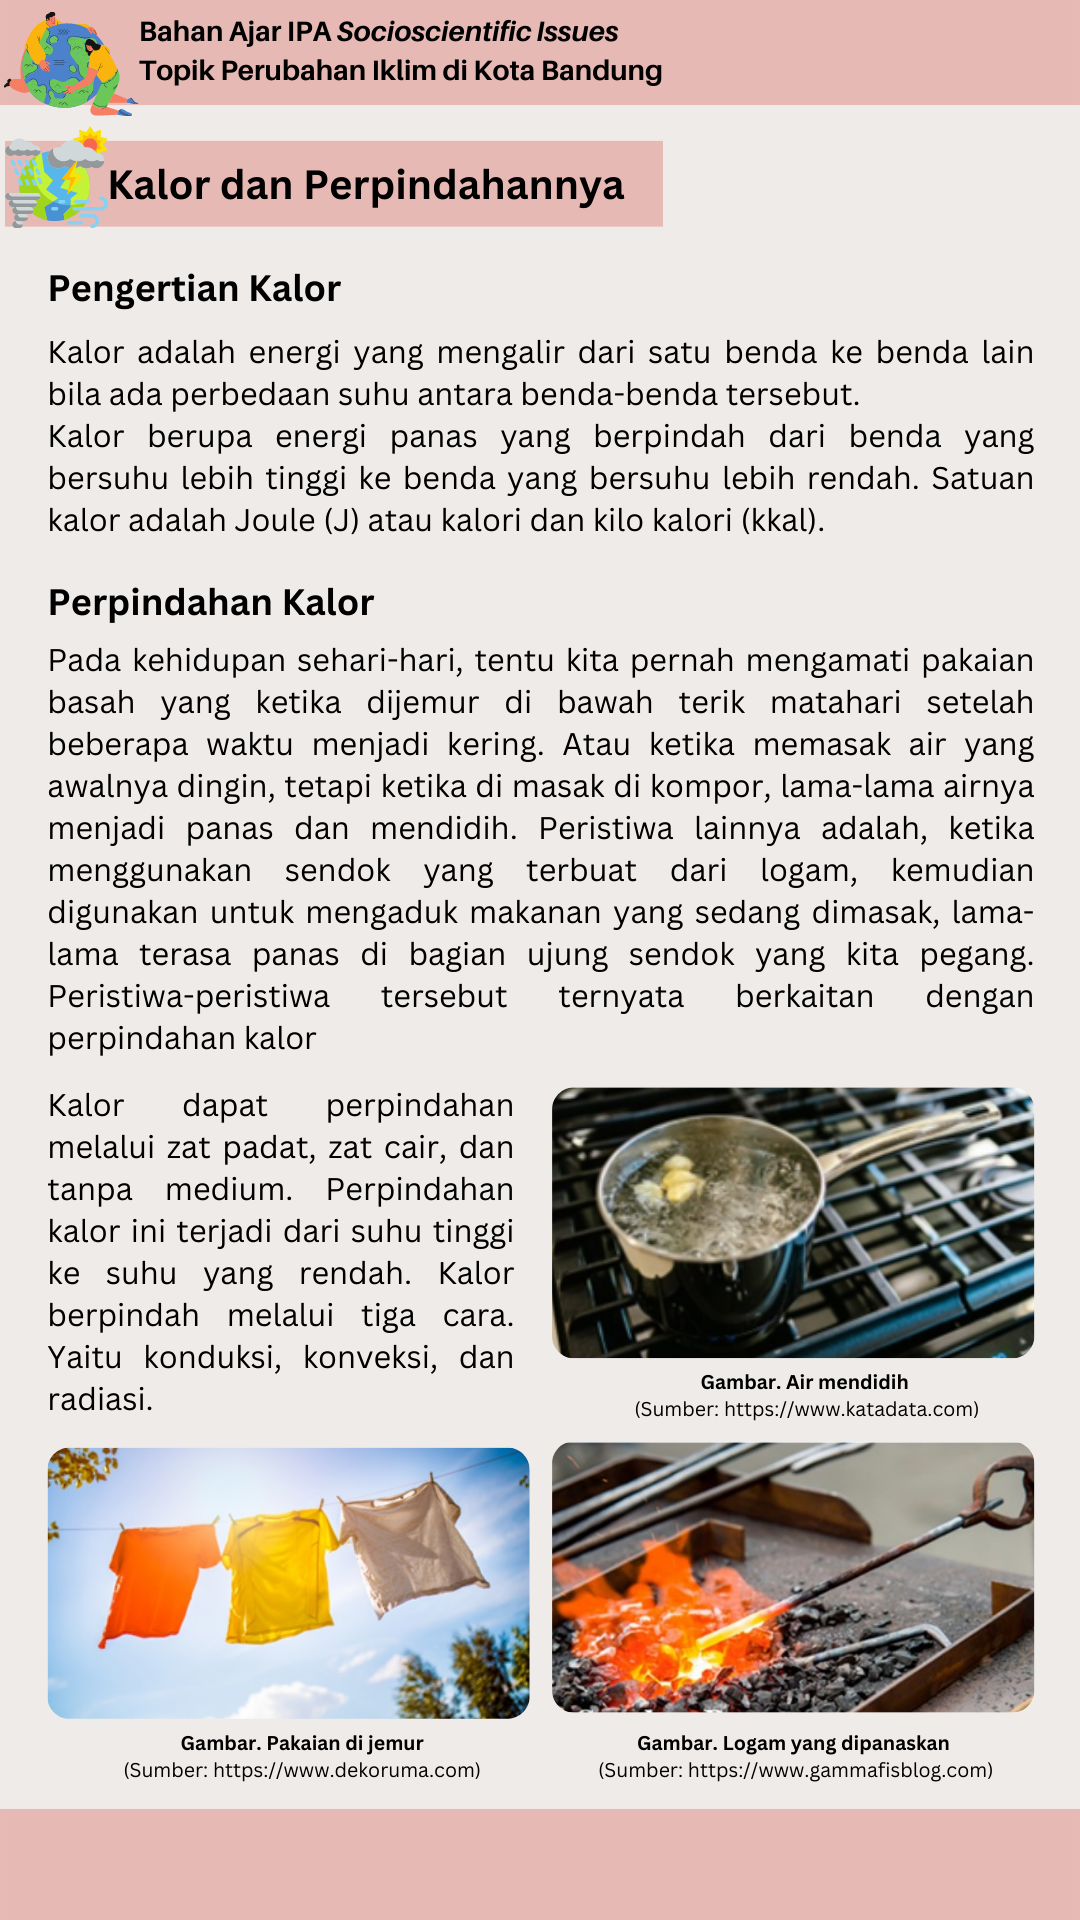 Bahan Ajar IPA Socioscientific Issues
Topik Perubahan Iklim di Kota Bandung
Kalor dan Perpindahannya
Pengertian Kalor
Kalor adalah energi yang mengalir dari satu benda ke benda lain
bila ada perbedaan suhu antara benda-benda tersebut.
Kalor berupa energi panas yang berpindah dari benda yang
bersuhu lebih tinggi ke benda yang bersuhu lebih rendah. Satuan
kalor adalah Joule (J) atau kalori dan kilo kalori (kkal).
Perpindahan Kalor
Pada kehidupan sehari-hari, tentu kita pernah mengamati pakaian
basah yang ketika dijemur di bawah terik matahari setelah
beberapa waktu menjadi kering. Atau ketika memasak air yang
awalnya dingin, tetapi ketika di masak di kompor, lama-lama airnya
menjadi panas dan mendidih. Peristiwa lainnya adalah, ketika
menggunakan sendok yang terbuat dari logam, kemudian
digunakan untuk mengaduk makanan yang sedang dimasak, lama-
lama terasa panas di bagian ujung sendok yang kita pegang.
Peristiwa-peristiwa tersebut ternyata berkaitan dengan
perpindahan kalor
Kalor dapat perpindahan
melalui zat padat, zat cair, dan
tanpa medium. Perpindahan
kalor ini terjadi dari suhu tinggi
ke suhu yang rendah. Kalor
berpindah melalui tiga cara.
Yaitu konduksi, konveksi, dan
radiasi.
Gambar. Air mendidih
(Sumber: https://www.katadata.com)
Gambar. Pakaian di jemur
(Sumber: https://www.dekoruma.com)
Gambar. Logam yang dipanaskan
(Sumber: https://www.gammafisblog.com)